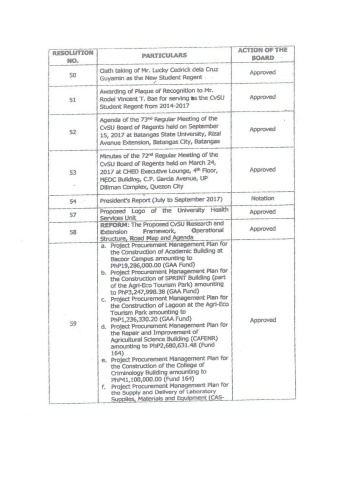 RESOLUTION NO.
PARTICULARS
ACTION OF THE BOARD
50
Oath taking of Mr. Lucky Cedrick dela Cruz
Guyamin as the New Student Regent
Approved
51
Awarding of Plaque of Recognition to Mr.
Rodel Vincent T. Bae for serving as the CvSU
Student Regent from 2014-2017
Approved
52
Agenda of the 73rd Regular Meeting of the
CvSU Board of Regents held on September
15, 2017 at Batangas State University, Rizal
Avenue Extension, Batangas City, Batangas
Approved
53
Minutes of the 72nd Regular Meeting of the
CvSU Board of Regents held on March 24,
2017 at CHED Executive Lounge, 4th Floor,
HEDC Building, C.P. Garcia Avenue, UP
Diliman Complex, Quezon City
Approved
54
President's Report (July to September 2017)
Notation
57
Proposed Logo of the University Health
Services Unit
Approved
58
REFORM: The Proposed CvSU Research and
Extension Framework, Operational
Structure, Road Map and Agenda
Approved
59
a. Project Procurement Management Plan for
the Construction of Academic Building at
Bacoor Campus amounting to
PhP19,286,000.00 (GAA Fund)
b. Project Procurement Management Plan for
the Construction of SPRINT Building (part
of the Agri-Eco Tourism Park) amounting
to PhP3,247,998.38 (GAA Fund)
c. Project Procurement Management Plan for
the Construction of Lagoon at the Agri-Eco
Tourism Park amounting to
PhP1,236,330.20 (GAA Fund)
d. Project Procurement Management Plan for
the Repair and Improvement of
Agricultural Science Building (CAFENR)
amounting to PhP2,680,631.48 (Fund
164)
e. Project Procurement Management Plan for
the Construction of the College of
Criminology Building amounting to
PhP41,100,000.00 (Fund 164)
f. Project Procurement Management Plan for
the Supply and Delivery of Laboratory
Supplies, Materials and Equipment (CAS-
Approved